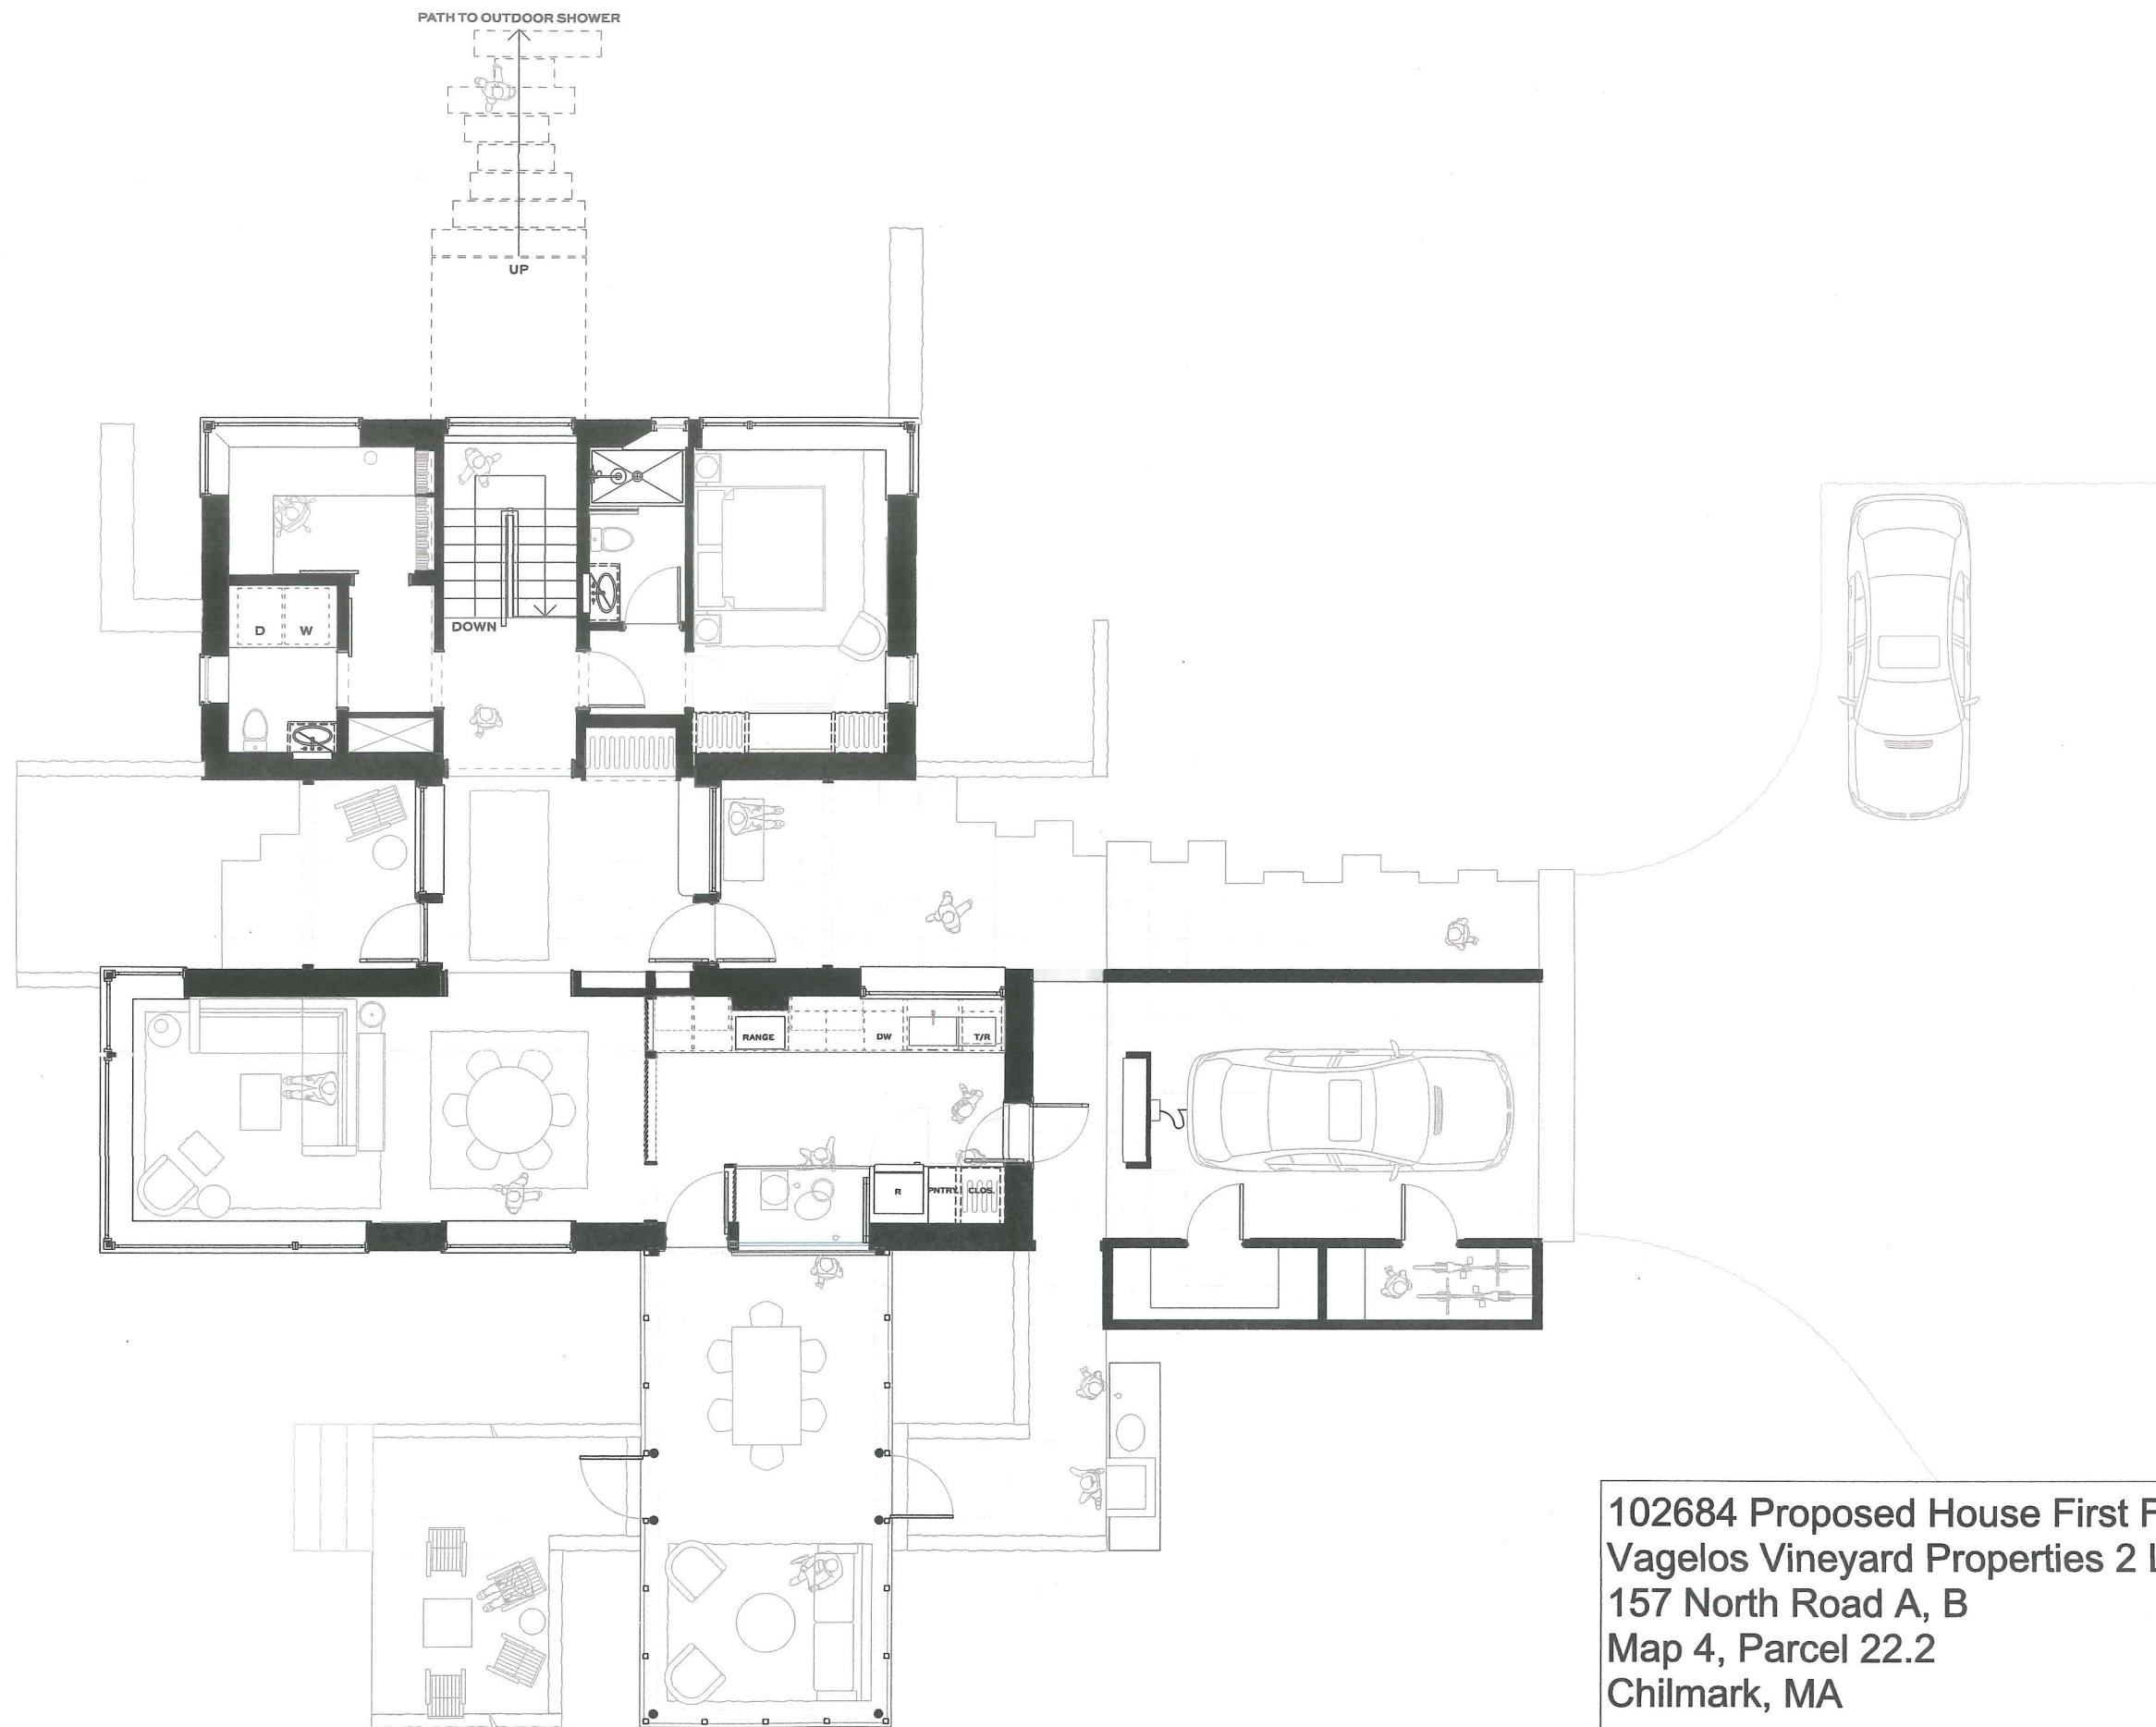 PATH TO OUTDOOR SHOWER
UP
DOWN
D
W
RANGE
DW
T/R
R
PNTRY.
CLOS.
102684 Proposed House First F
Vagelos Vineyard Properties 2 L
157 North Road A, B
Map 4, Parcel 22.2
Chilmark, MA